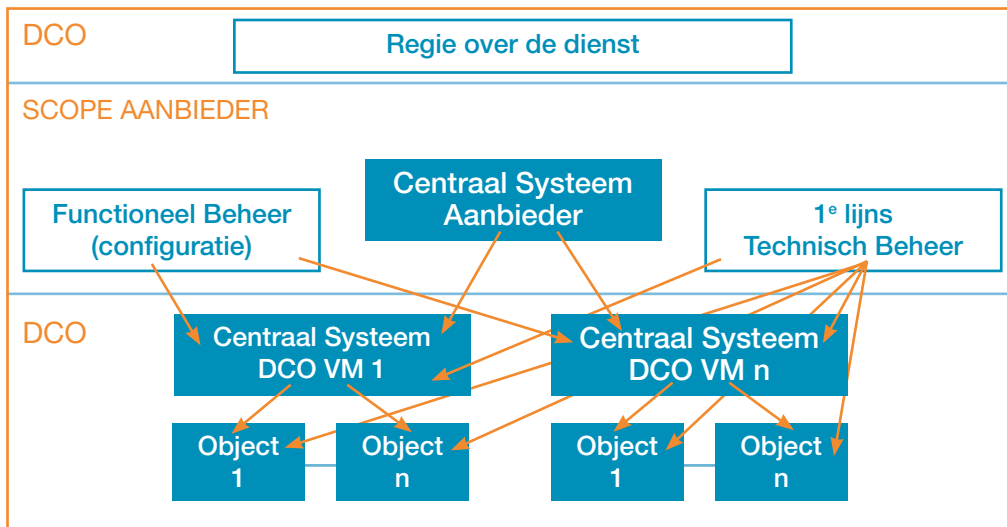 DCO
Regie over de dienst
SCOPE AANBIEDER
Centraal Systeem
Aanbieder
Functioneel Beheer
(configuratie)
1e lijns
Technisch Beheer
DCO
Centraal Systeem
DCO VM 1
Centraal Systeem
DCO VM n
Object
1
Object
n
Object
1
Object
n